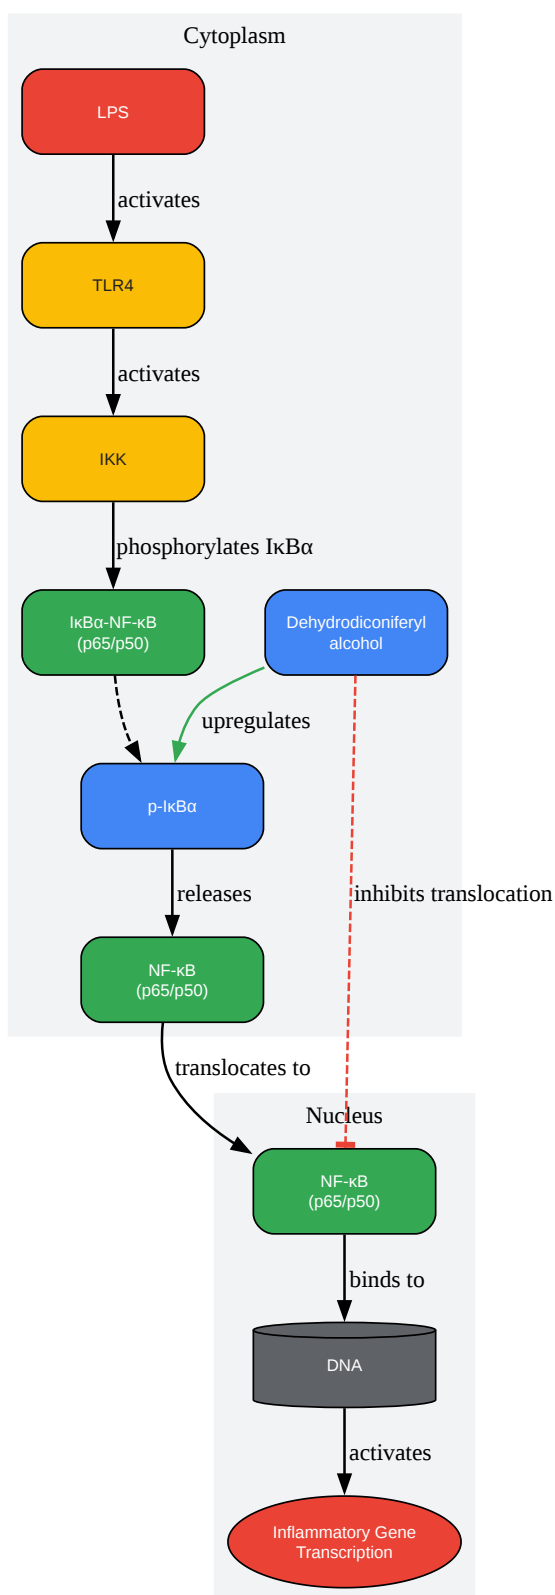 Cytoplasm
LPS
activates
TLR4
activates
IKK
phosphorylates IκBα
IκBα-NF-κB
(p65/p50)
Dehydrodiconiferyl
alcohol
upregulates
p-IκBα
releases
inhibits translocation
NF-κB
(p65/p50)
translocates to
Nucleus
NF-κB
(p65/p50)
binds to
DNA
activates
Inflammatory Gene
Transcription